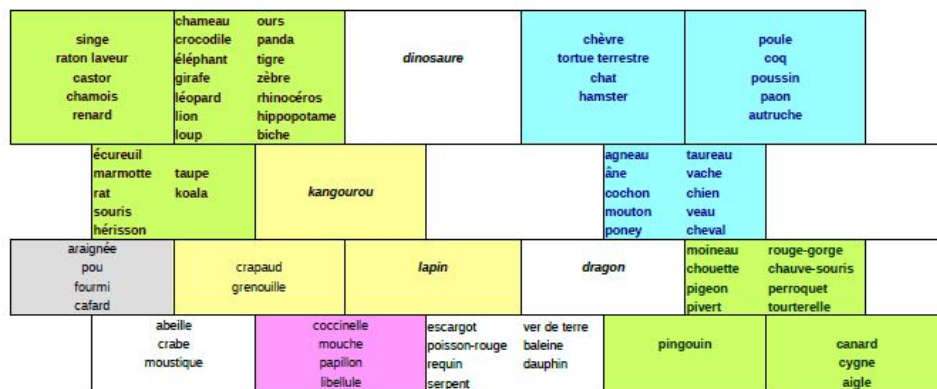 singe
raton laveur
castor
chamois
renard
chameau ours
crocodile panda
éléphant tigre
girafe zèbre
léopard rhinocéros
lion hippopotame
loup biche
dinosaure
chèvre
tortue terrestre
chat
hamster
poule
coq
poussin
paon
autruche
écureuil
marmotte taupe
rat koala
souris
hérisson
kangourou
agneau taureau
âne vache
cochon chien
mouton veau
poney cheval
araignée
pou
fourmi
cafard
crapaud
grenouille
lapin
dragon
moineau rouge-gorge
chouette chauve-souris
pigeon perroquet
pivert tourterelle
abeille
crabe
moustique
coccinelle
mouche
papillon
libellule
escargot ver de terre
poisson-rouge baleine
requin dauphin
serpent
pingouin
canard
cygne
aigle